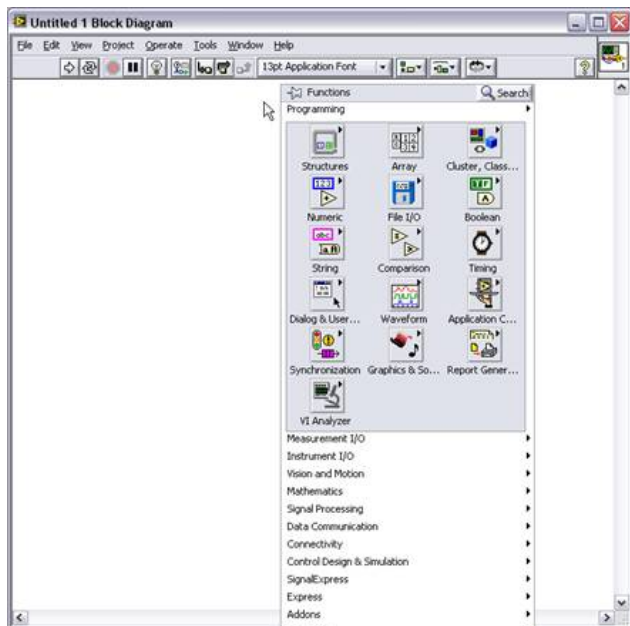 Untitled 1 Block Diagram
File Edit View Project Operate Tools Window Help
13pt Application Font
Functions Search
Programming
Structures Array Cluster, Class...
Numeric File I/O Boolean
String Comparison Timing
Dialog & User... Waveform Application C...
Synchronization Graphics & So... Report Gener...
VI Analyzer
Measurement I/O
Instrument I/O
Vision and Motion
Mathematics
Signal Processing
Data Communication
Connectivity
Control Design & Simulation
SignalExpress
Express
Addons